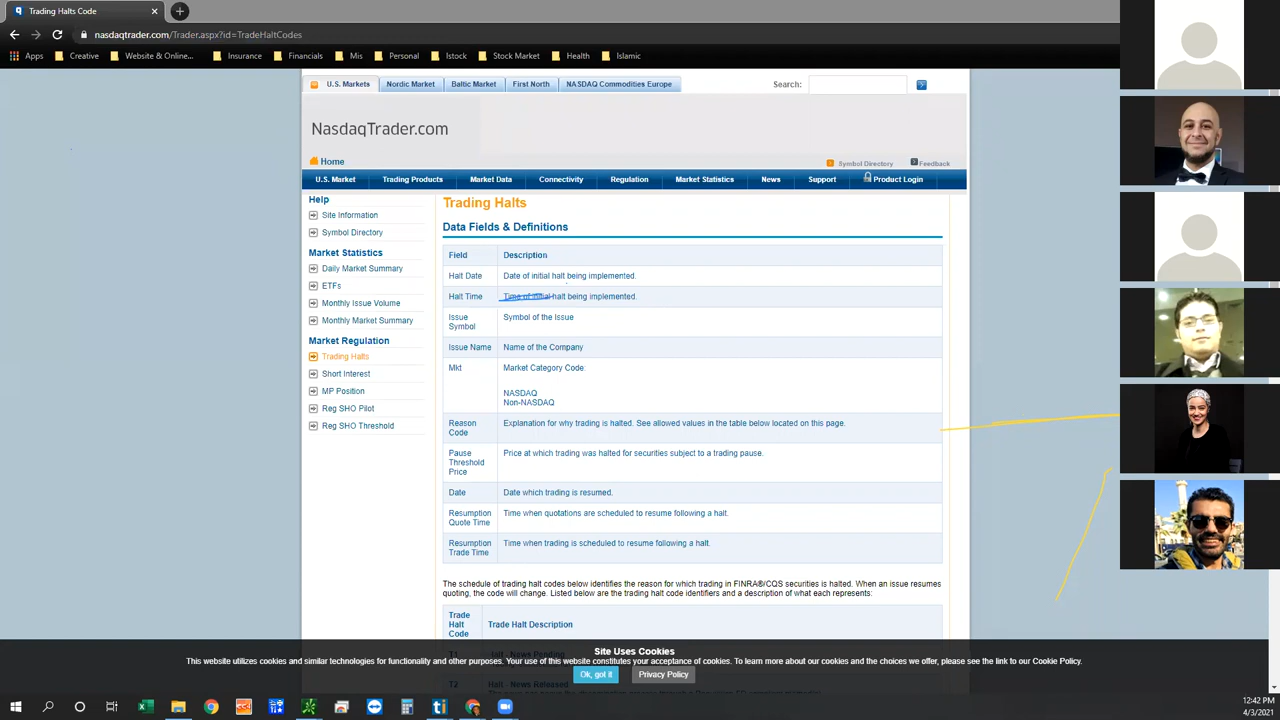 Trading Halts Code
nasdaqtrader.com/Trader.aspx?id=TradeHaltCodes
Apps Creative Website & Online... Insurance Financials Mis Personal Istock Stock Market Health Islamic
U.S. Markets Nordic Market Baltic Market First North NASDAQ Commodities Europe Search:
NasdaqTrader.com
Home Symbol Directory Feedback
U.S. Market Trading Products Market Data Connectivity Regulation Market Statistics News Support Product Login
Help
Site Information
Symbol Directory
Market Statistics
Daily Market Summary
ETFs
Monthly Issue Volume
Monthly Market Summary
Market Regulation
Trading Halts
Short Interest
MP Position
Reg SHO Pilot
Reg SHO Threshold
Trading Halts
Data Fields & Definitions
Field Description
Halt Date Date of initial halt being implemented.
Halt Time Time of initial halt being implemented.
Issue Symbol Symbol of the Issue
Issue Name Name of the Company
Mkt Market Category Code:
NASDAQ
Non-NASDAQ
Reason Code Explanation for why trading is halted. See allowed values in the table below located on this page.
Pause Threshold Price Price at which trading was halted for securities subject to a trading pause.
Date Date which trading is resumed.
Resumption Quote Time Time when quotations are scheduled to resume following a halt.
Resumption Trade Time Time when trading is scheduled to resume following a halt.
The schedule of trading halt codes below identifies the reason for which trading in FINRA®/CQS securities is halted. When an issue resumes
quoting, the code will change. Listed below are the trading halt code identifiers and a description of what each represents:
Trade Halt Code Trade Halt Description
T1 Halt - News Pending
T2 Halt - News Released
Site Uses Cookies
This website utilizes cookies and similar technologies for functionality and other purposes. Your use of this website constitutes your acceptance of cookies. To learn more about our cookies and the choices we offer, please see the link to our Cookie Policy.
Ok, got it Privacy Policy
12:42 PM
4/3/2021